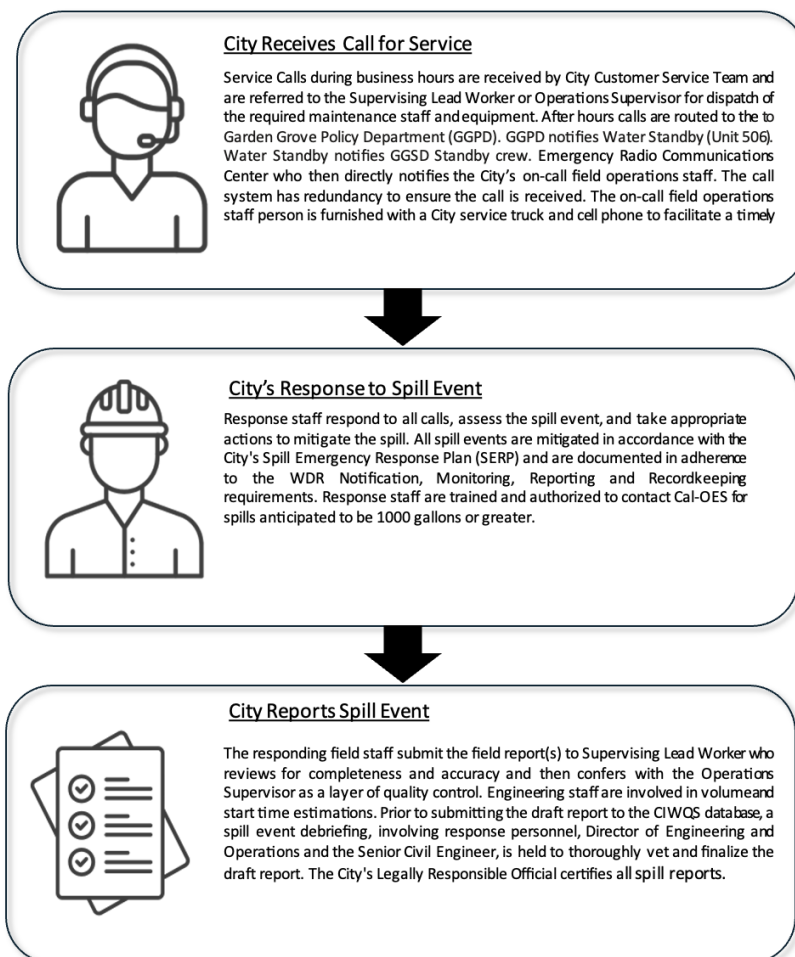 City Receives Call for Service
Service Calls during business hours are received by City Customer Service Team and
are referred to the Supervising Lead Worker or Operations Supervisor for dispatch of
the required maintenance staff and equipment. After hours calls are routed to the to
Garden Grove Policy Department (GGPD). GGPD notifies Water Standby (Unit 506).
Water Standby notifies GGSD Standby crew. Emergency Radio Communications
Center who then directly notifies the City's on-call field operations staff. The call
system has redundancy to ensure the call is received. The on-call field operations
staff person is furnished with a City service truck and cell phone to facilitate a timely
City's Response to Spill Event
Response staff respond to all calls, assess the spill event, and take appropriate
actions to mitigate the spill. All spill events are mitigated in accordance with the
City's Spill Emergency Response Plan (SERP) and are documented in adherence
to the WDR Notification, Monitoring, Reporting and Recordkeeping
requirements. Response staff are trained and authorized to contact Cal-OES for
spills anticipated to be 1000 gallons or greater.
City Reports Spill Event
The responding field staff submit the field report(s) to Supervising Lead Worker who
reviews for completeness and accuracy and then confers with the Operations
Supervisor as a layer of quality control. Engineering staff are involved in volumeand
start time estimations. Prior to submitting the draft report to the CIWQS database, a
spill event debriefing, involving response personnel, Director of Engineering and
Operations and the Senior Civil Engineer, is held to thoroughly vet and finalize the
draft report. The City's Legally Responsible Official certifies all spill reports.